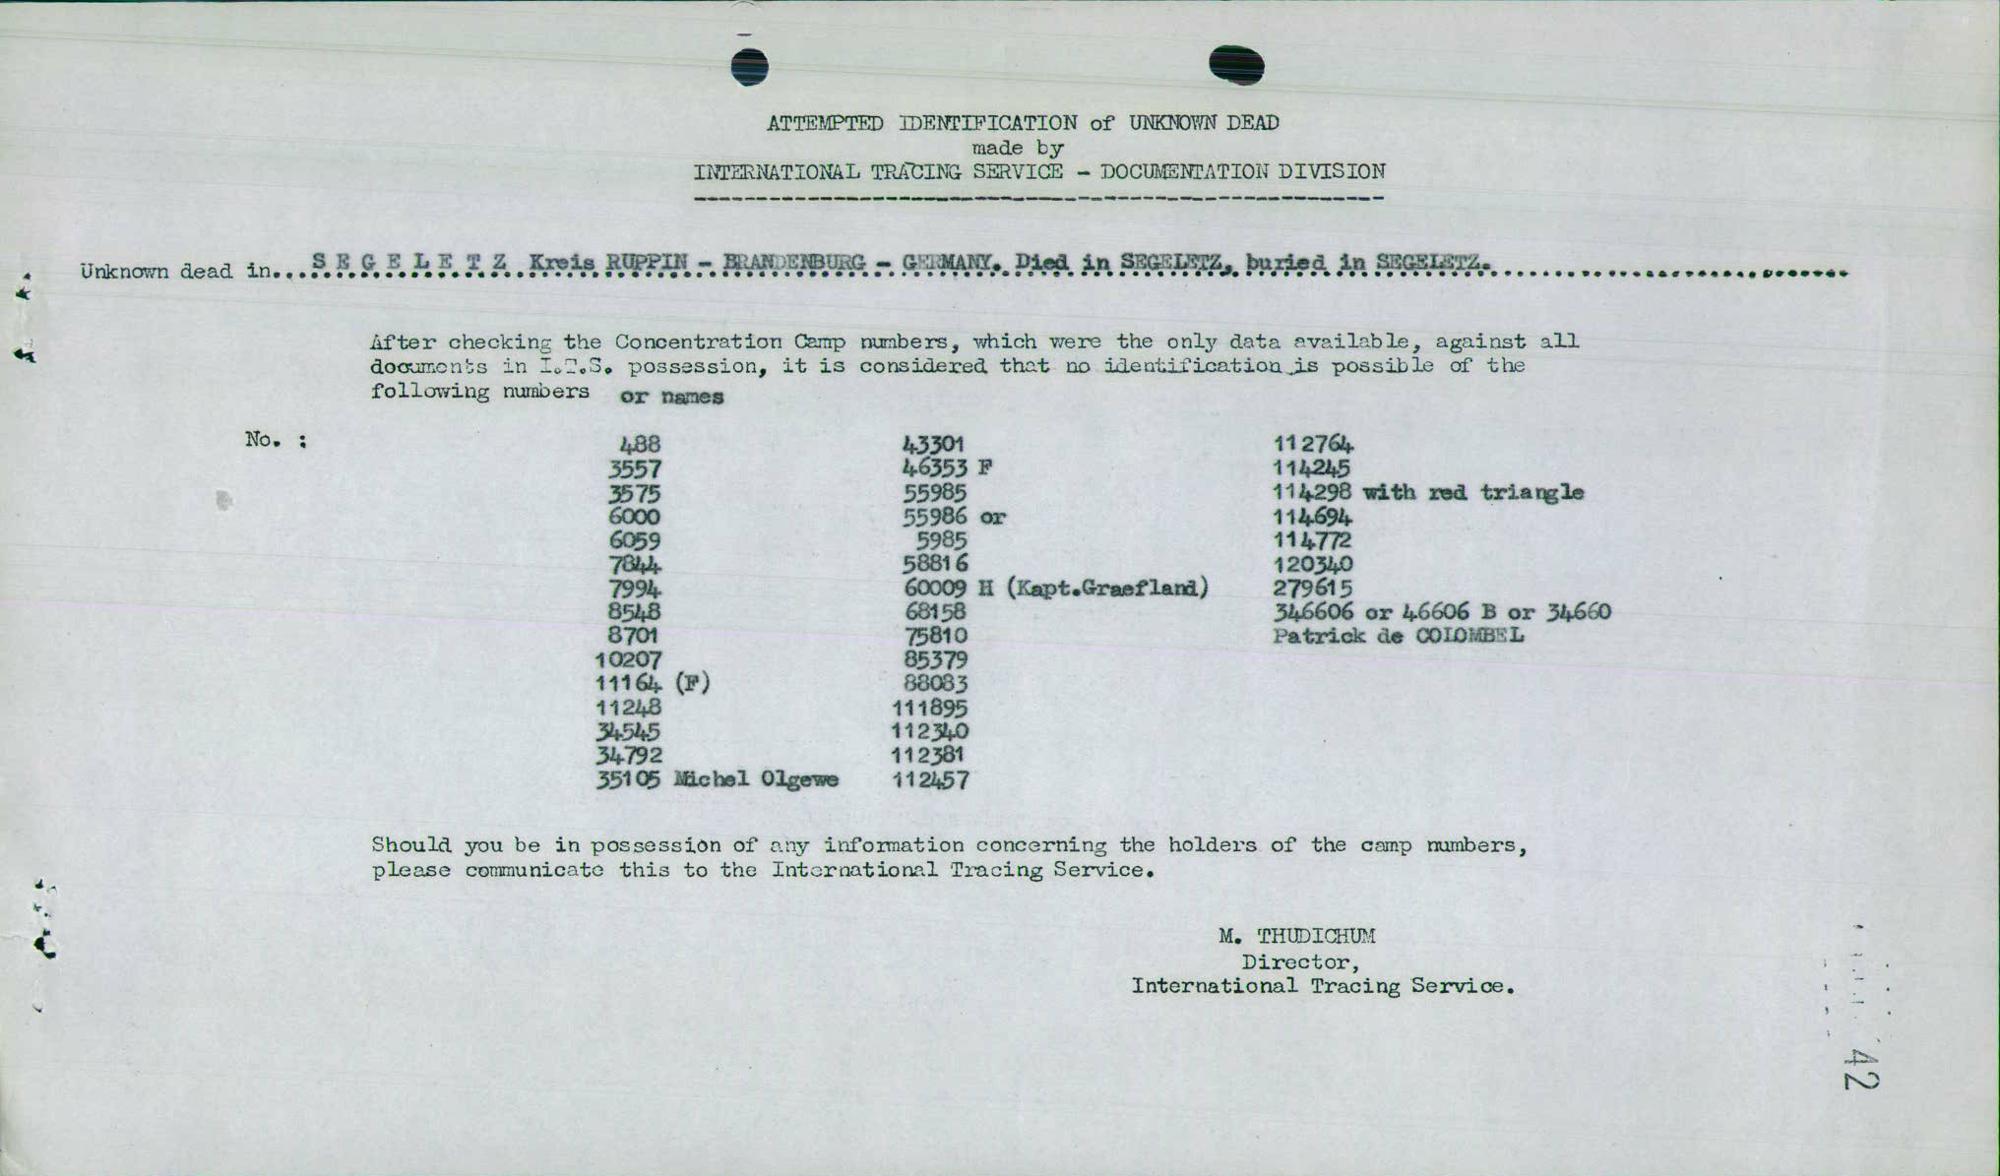 ATTEMPTED IDENTIFICATION of UNKNOWN DEAD
made by
INTERNATIONAL TRACING SERVICE - DOCUMENTATION DIVISION
Unknown dead in...S E G E L E T Z Kreis RUPPIN - BRANDENBURG - GERMANY. Died in SEGELETZ, buried in SEGELETZ.
After checking the Concentration Camp numbers, which were the only data available, against all
documents in I.T.S. possession, it is considered that no identification is possible of the
following numbers or names
No. : 488 43301 112764
3557 46353 F 114245
3575 55985 114298 with red triangle
6000 55986 or 114694
6059 5985 114772
7844 58816 120340
7994 60009 H (Kapt.Graefland) 279615
8548 68158 346606 or 46606 B or 34660
8701 75810 Patrick de COLOMBEL
10207 85379
11164 (F) 88083
11248 111895
34545 112340
34792 112381
35105 Michel Olgewe 112457
Should you be in possession of any information concerning the holders of the camp numbers,
please communicate this to the International Tracing Service.
M. THUDICHUM
Director,
International Tracing Service.
42